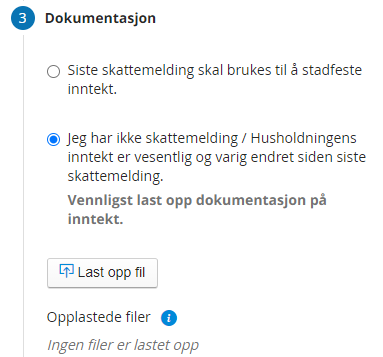 3 Dokumentasjon
Siste skattemelding skal brukes til å stadfeste
inntekt.
Jeg har ikke skattemelding / Husholdningens
inntekt er vesentlig og varig endret siden siste
skattemelding.
Vennligst last opp dokumentasjon på
inntekt.
Last opp fil
Opplastede filer i
Ingen filer er lastet opp